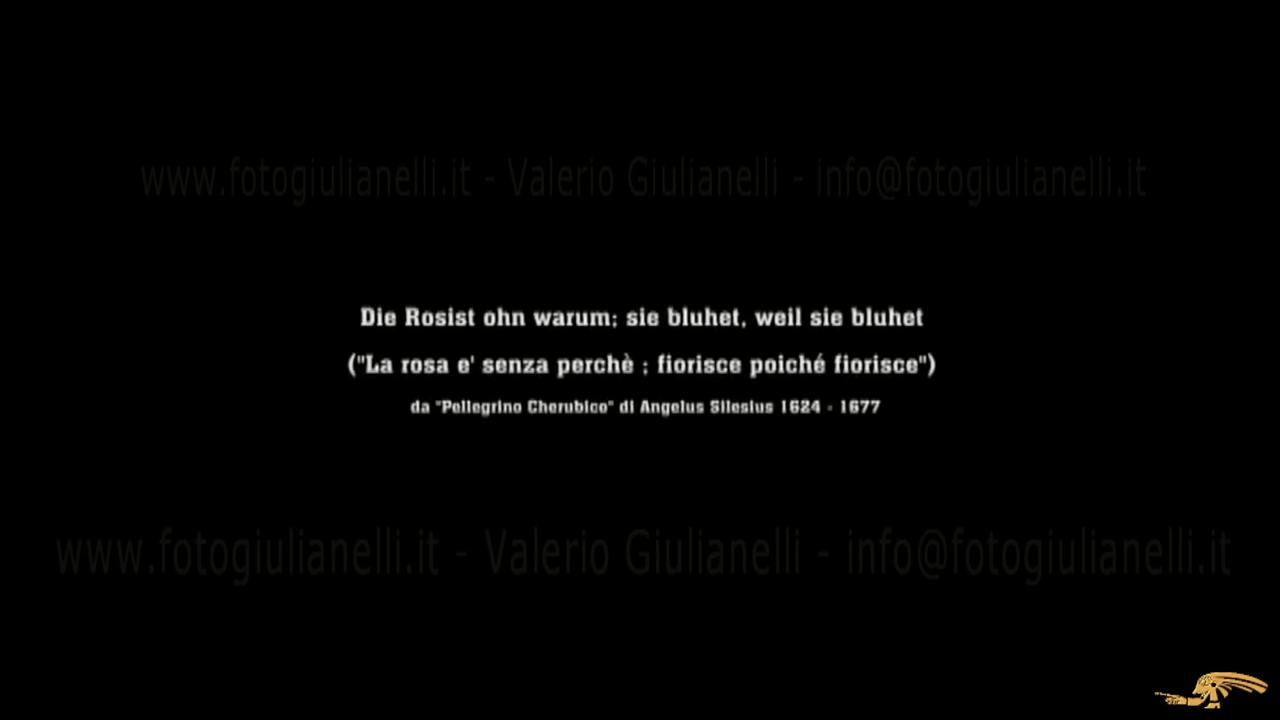 www.fotogiulianelli.it - Valerio Giulianelli - info@fotogiulianelli.it
Die Rosist ohn warum; sie bluhet, weil sie bluhet
("La rosa e' senza perchè ; fiorisce poiché fiorisce")
da "Pellegrino Cherubico" di Angelus Silesius 1624 - 1677
www.fotogiulianelli.it - Valerio Giulianelli - info@fotogiulianelli.it